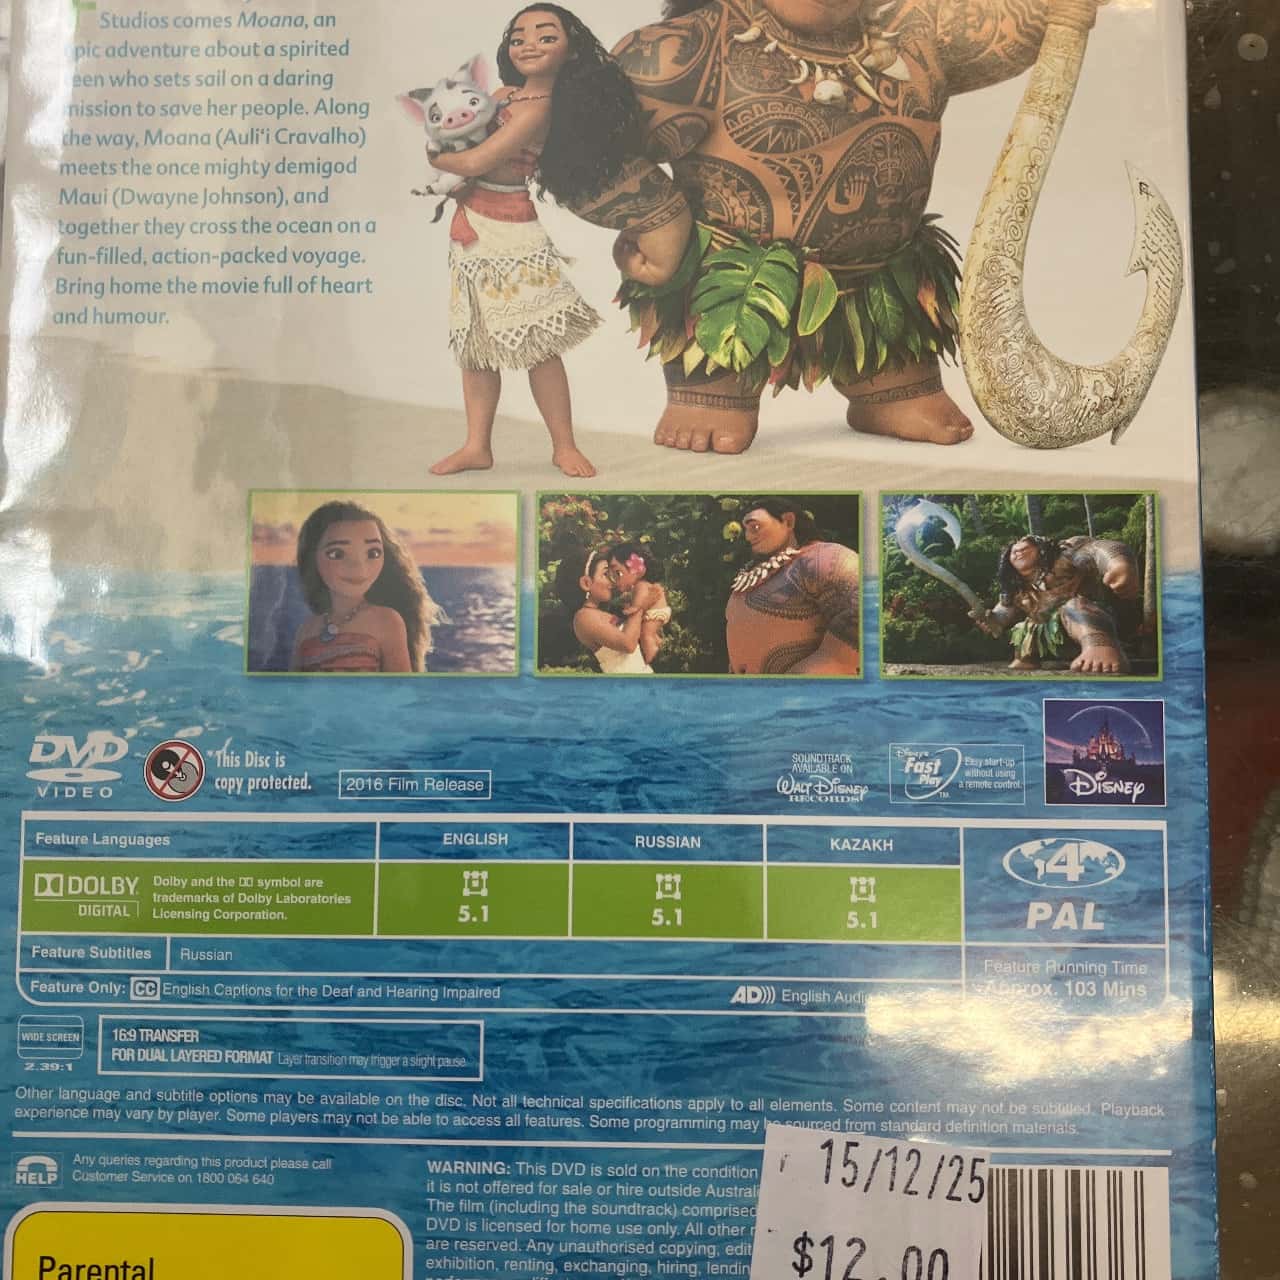 Studios comes Moana, an
epic adventure about a spirited
teen who sets sail on a daring
mission to save her people. Along
the way, Moana (Auli'i Cravalho)
meets the once mighty demigod
Maui (Dwayne Johnson), and
together they cross the ocean on a
fun-filled, action-packed voyage.
Bring home the movie full of heart
and humour.
DVD
VIDEO
*This Disc is
copy protected.
2016 Film Release
SOUNDTRACK
AVAILABLE ON
WALT DISNEY
RECORDS
Disney's
Fast
Play
TM
Easy start-up
without using
a remote control.
DISNEY
Feature Languages
ENGLISH
RUSSIAN
KAZAKH
DOLBY
DIGITAL
Dolby and the DD symbol are
trademarks of Dolby Laboratories
Licensing Corporation.
5.1
5.1
5.1
4
PAL
Feature Subtitles
Russian
Feature Running Time
Approx. 103 Mins
Feature Only: CC English Captions for the Deaf and Hearing Impaired
AD))) English
WIDE SCREEN
2.39:1
16:9 TRANSFER
FOR DUAL LAYERED FORMAT Layer transition may trigger a slight pause.
Other language and subtitle options may be available on the disc. Not all technical specifications apply to all elements. Some content may not be subtitled. Playback
experience may vary by player. Some players may not be able to access all features. Some programming may be sourced from standard definition materials.
HELP
Any queries regarding this product please call
Customer Service on 1800 064 640
WARNING: This DVD is sold on the condition
it is not offered for sale or hire outside Australi
The film (including the soundtrack) comprised
DVD is licensed for home use only. All other r
are reserved. Any unauthorised copying, edit
exhibition, renting, exchanging, hiring, lendin
15/12/25
$12.00
Parental